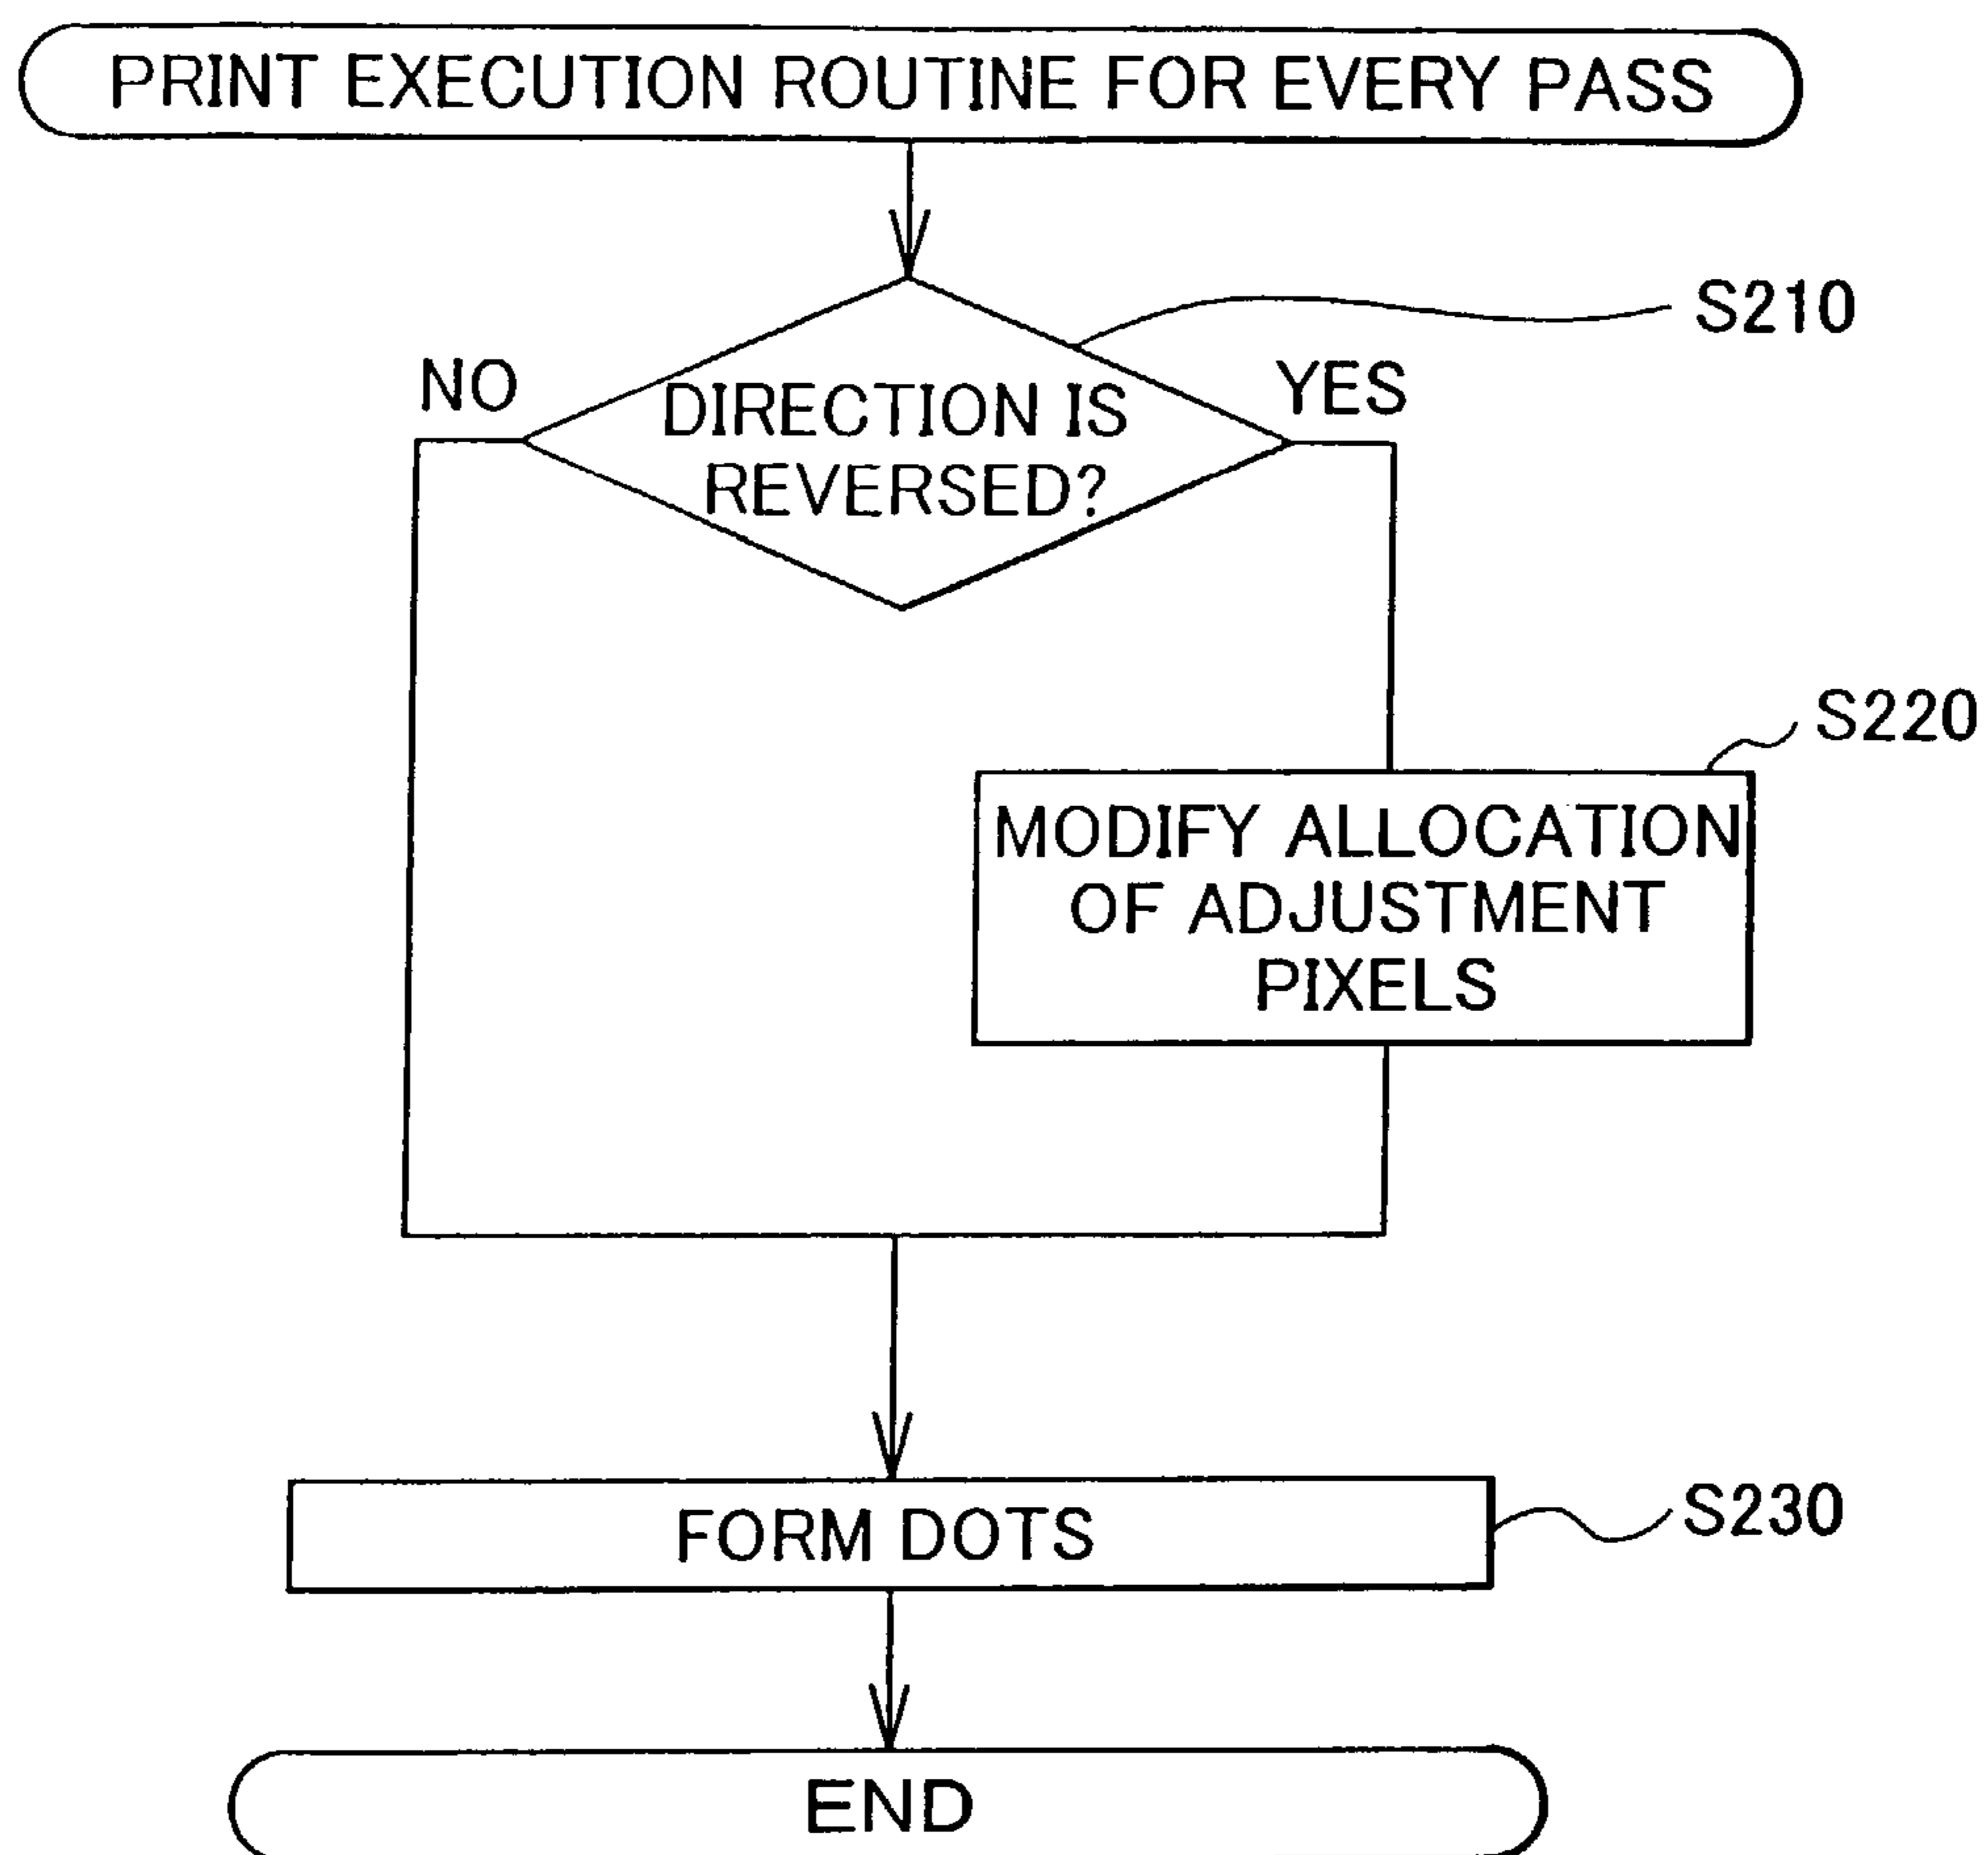 PRINT EXECUTION ROUTINE FOR EVERY PASS
S210
NO
YES
DIRECTION IS
REVERSED?
S220
MODIFY ALLOCATION
OF ADJUSTMENT
PIXELS
FORM DOTS
S230
END